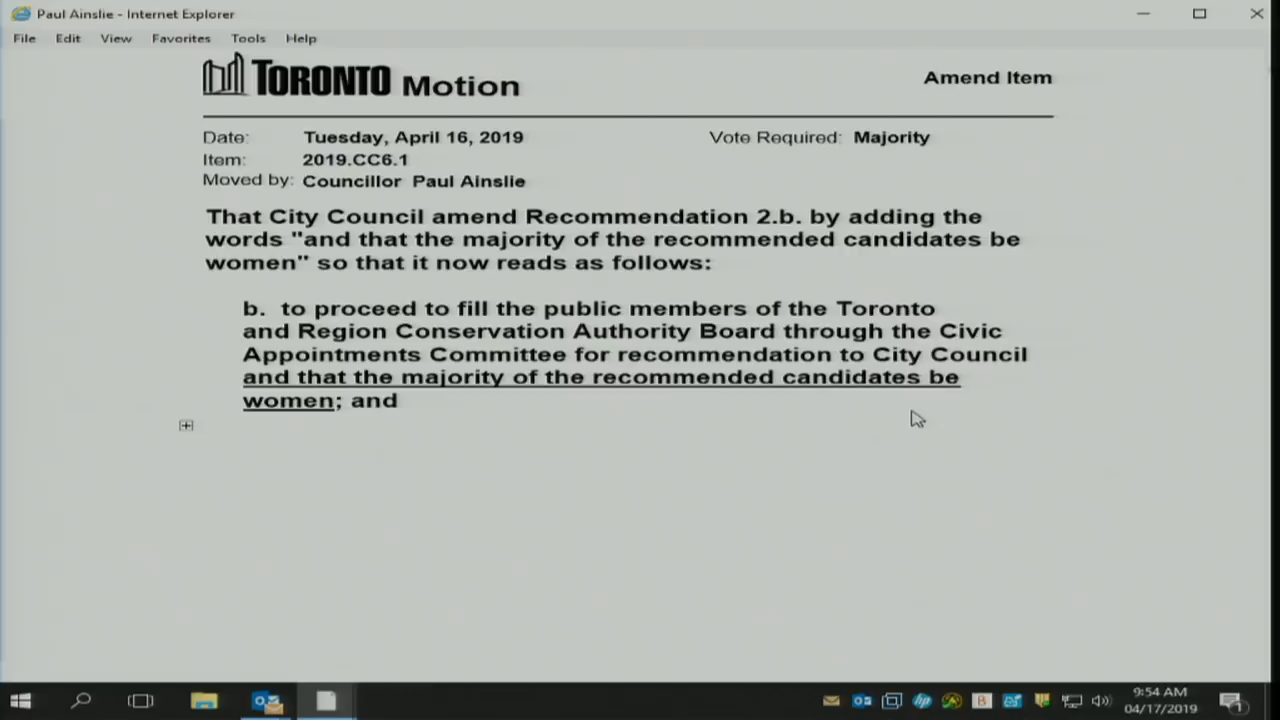 Paul Ainslie - Internet Explorer
File Edit View Favorites Tools Help
TORONTO Motion
Amend Item
Date: Tuesday, April 16, 2019
Vote Required: Majority
Item: 2019.CC6.1
Moved by: Councillor Paul Ainslie
That City Council amend Recommendation 2.b. by adding the
words "and that the majority of the recommended candidates be
women" so that it now reads as follows:
b. to proceed to fill the public members of the Toronto
and Region Conservation Authority Board through the Civic
Appointments Committee for recommendation to City Council
and that the majority of the recommended candidates be
women; and
9:54 AM
04/17/2019